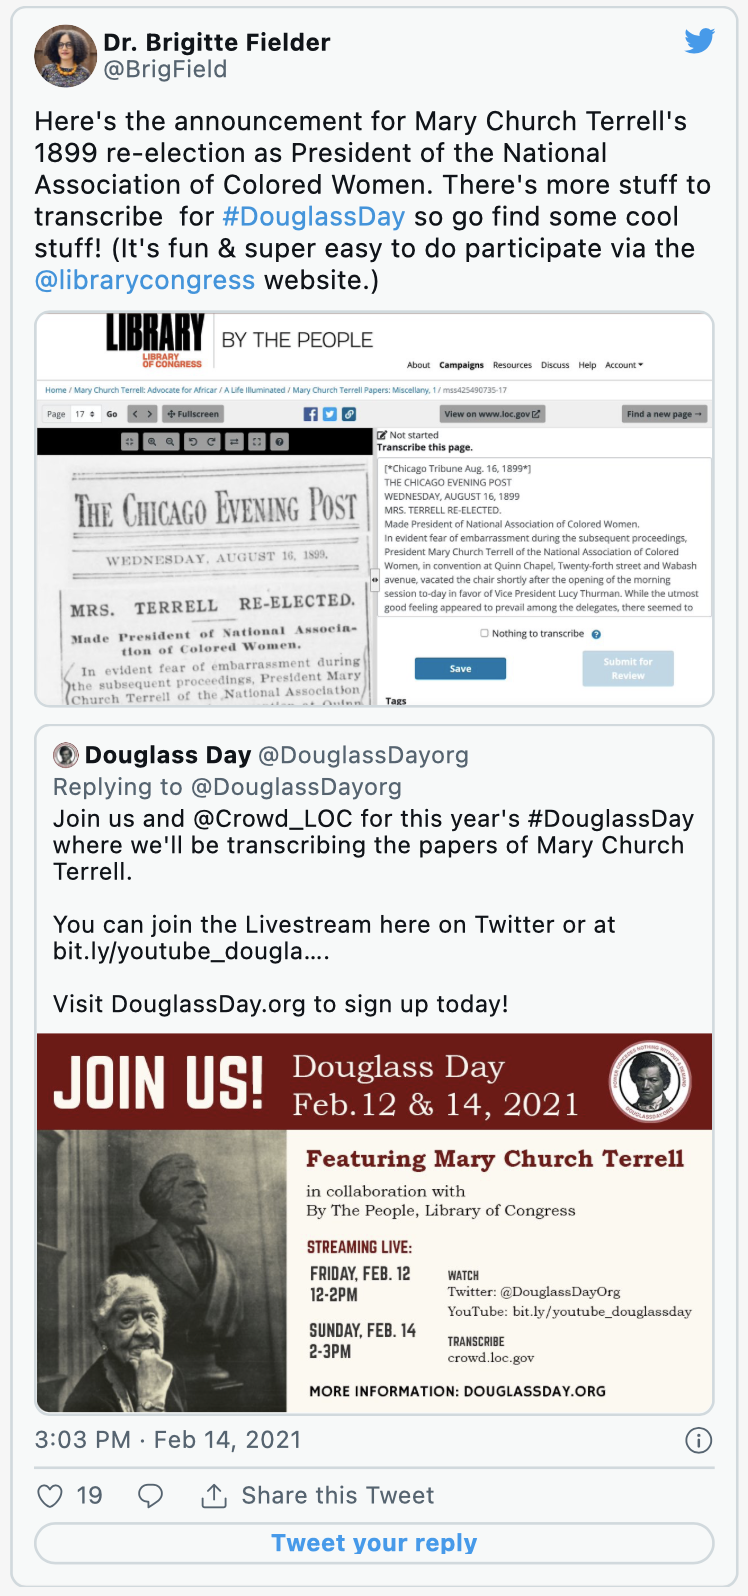 Dr. Brigitte Fielder
@BrigField
Here's the announcement for Mary Church Terrell's
1899 re-election as President of the National
Association of Colored Women. There's more stuff to
transcribe  for #DouglassDay so go find some cool
stuff! (It's fun & super easy to do participate via the
@librarycongress website.)
LIBRARY
LIBRARY
OF CONGRESS
BY THE PEOPLE
About Campaigns Resources Discuss Help Account
Home / Mary Church Terrell: Advocate for Africar / A Life Illuminated / Mary Church Terrell Papers: Miscellany, 1 / mss425490735-17
Page 17 Go < > Fullscreen View on www.loc.gov Find a new page →
Not started
Transcribe this page.
THE CHICAGO EVENING POST
WEDNESDAY, AUGUST 16, 1899.
MRS. TERRELL RE-ELECTED.
Made President of National Associa-
tion of Colored Women.
In evident fear of embarrassment during
the subsequent proceedings, President Mary
Church Terrell of the National Association
[*Chicago Tribune Aug. 16, 1899*]
THE CHICAGO EVENING POST
WEDNESDAY, AUGUST 16, 1899
MRS. TERRELL RE-ELECTED.
Made President of National Association of Colored Women.
In evident fear of embarrassment during the subsequent proceedings,
President Mary Church Terrell of the National Association of Colored
Women, in convention at Quinn Chapel, Twenty-forth street and Wabash
avenue, vacated the chair shortly after the opening of the morning
session to-day in favor of Vice President Lucy Thurman. While the utmost
good feeling appeared to prevail among the delegates, there seemed to
Nothing to transcribe ?
Save
Submit for
Review
Tags
Douglass Day @DouglassDayorg
Replying to @DouglassDayorg
Join us and @Crowd_LOC for this year's #DouglassDay
where we'll be transcribing the papers of Mary Church
Terrell.
You can join the Livestream here on Twitter or at
bit.ly/youtube_dougla....
Visit DouglassDay.org to sign up today!
JOIN US!
Douglass Day
Feb.12 & 14, 2021
Featuring Mary Church Terrell
in collaboration with
By The People, Library of Congress
STREAMING LIVE:
FRIDAY, FEB. 12
12-2PM
SUNDAY, FEB. 14
2-3PM
WATCH
Twitter: @DouglassDayOrg
YouTube: bit.ly/youtube_douglassday
TRANSCRIBE
crowd.loc.gov
MORE INFORMATION: DOUGLASSDAY.ORG
3:03 PM · Feb 14, 2021
19
Share this Tweet
Tweet your reply